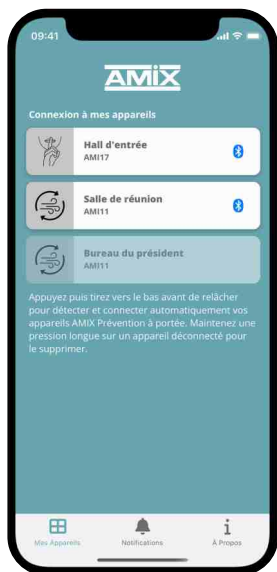 09:41
AMiX
Connexion à mes appareils
Hall d'entrée
AMI17
Salle de réunion
AMI11
Bureau du président
AMI11
Appuyez puis tirez vers le bas avant de relâcher
pour détecter et connecter automatiquement vos
appareils AMIX Prévention à portée. Maintenez une
pression longue sur un appareil déconnecté pour
le supprimer.
Mes Appareils
Notifications
À Propos